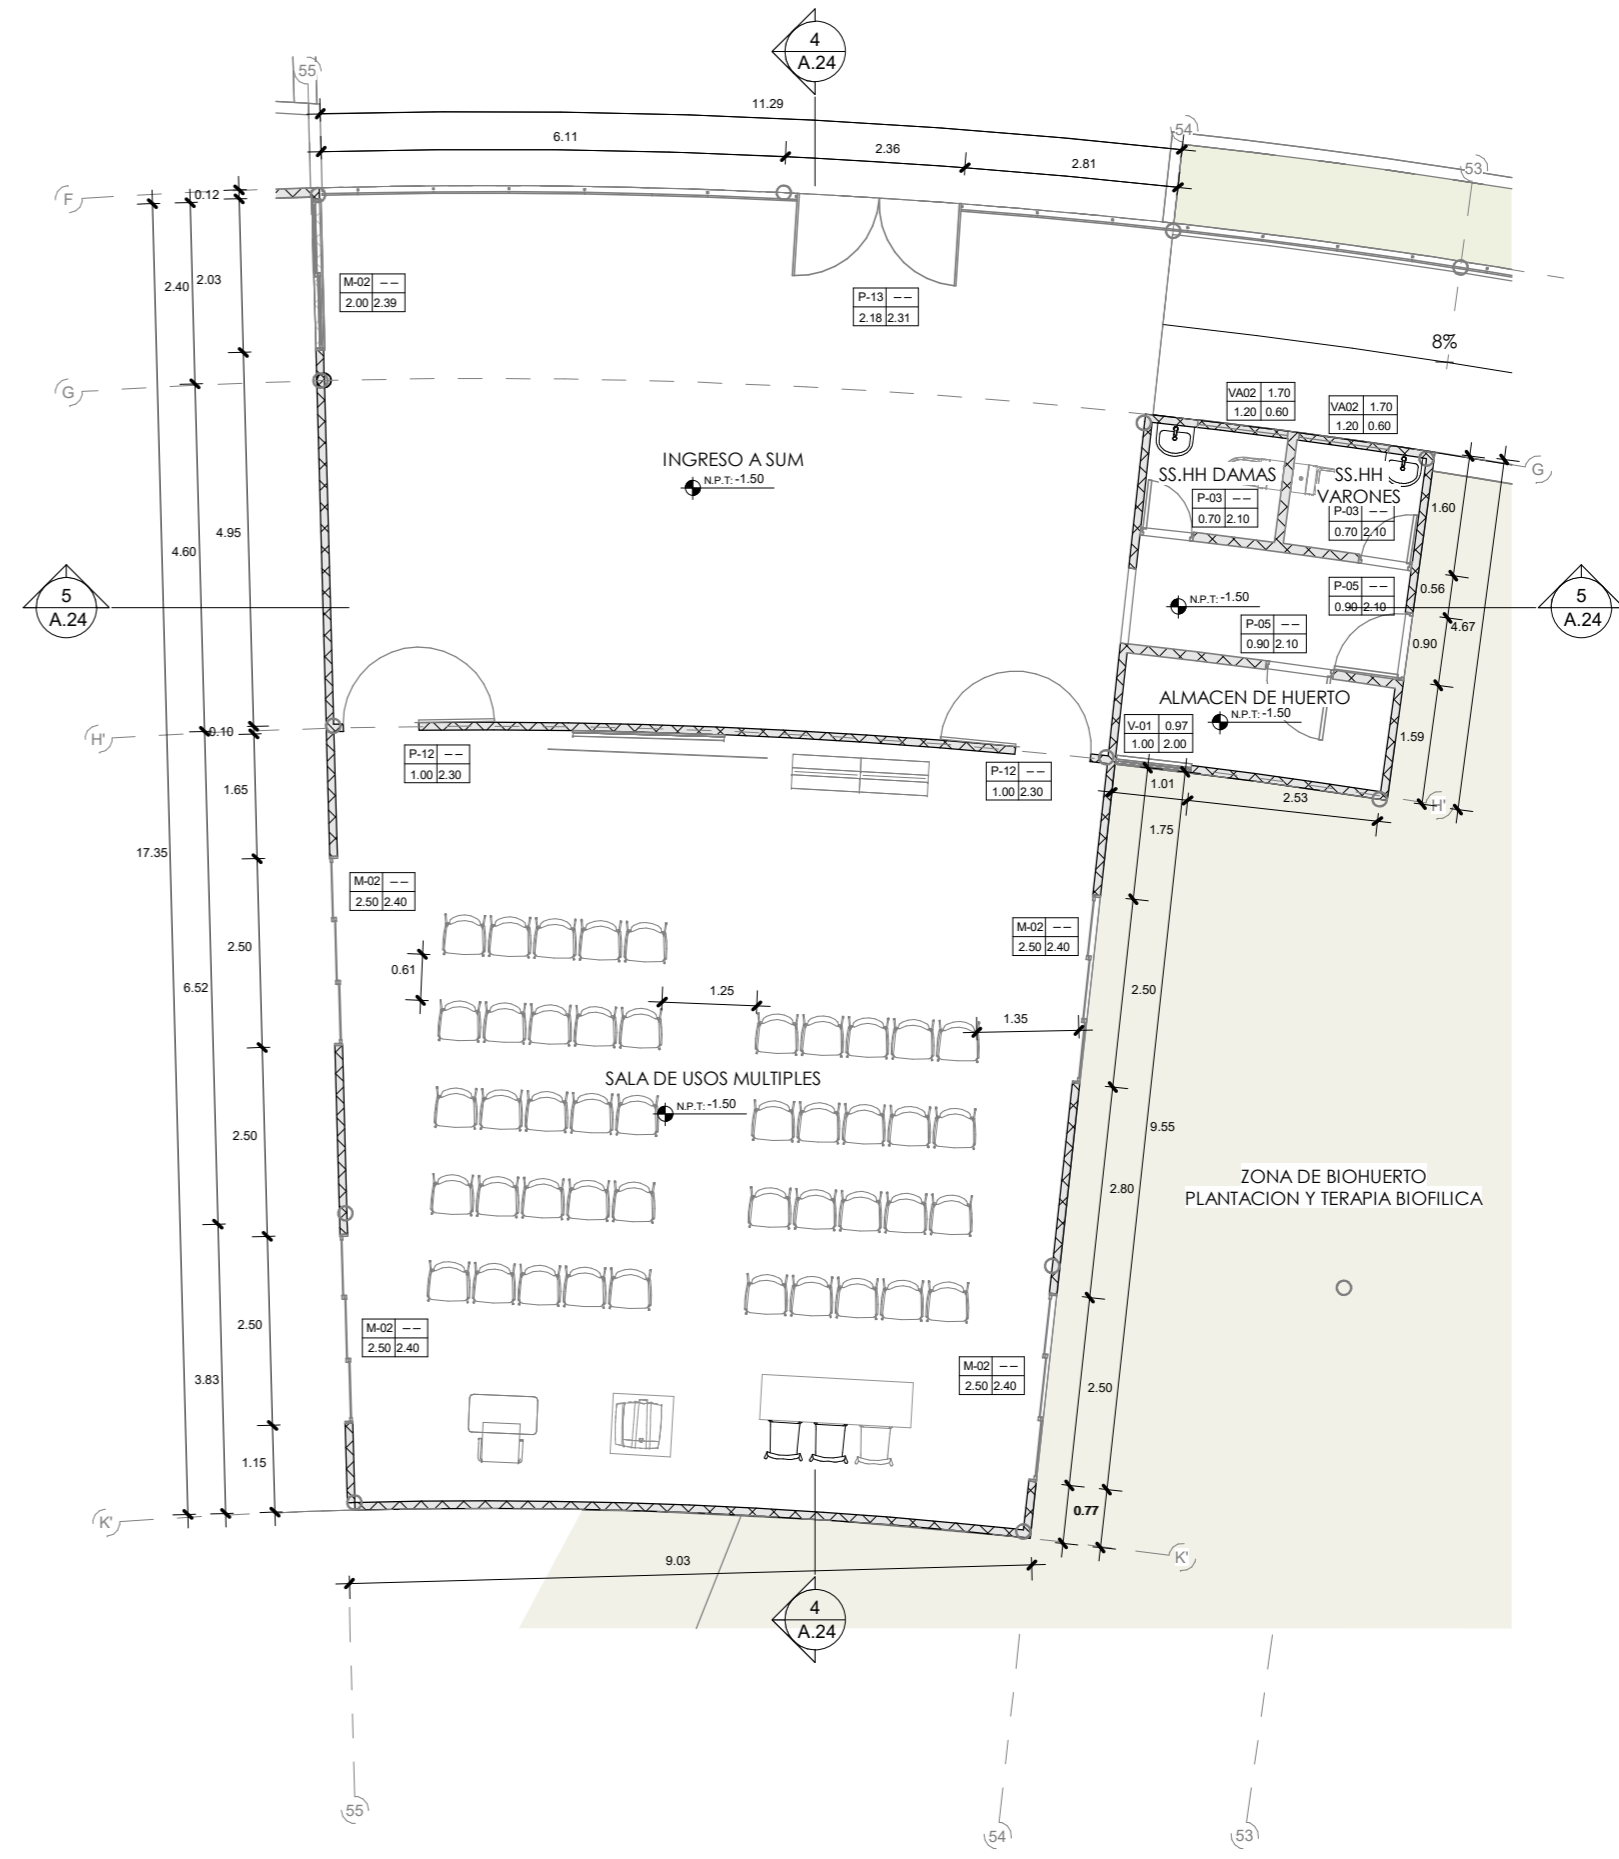 4
A.24
55
11.29
6.11
2.36
2.81
54
53
F
0.12
2.40
2.03
M-02 --
2.00 2.39
P-13 --
2.18 2.31
8%
G
VA02 1.70
1.20 0.60
VA02 1.70
1.20 0.60
INGRESO A SUM
N.P.T: -1.50
G
SS.HH DAMAS
SS.HH
VARONES
P-03 --
0.70 2.10
P-03 --
0.70 2.10
1.60
4.95
4.60
5
A.24
N.P.T: -1.50
P-05 --
0.90 2.10
P-05 --
0.90 2.10
0.56
4.67
0.90
5
A.24
ALMACEN DE HUERTO
N.P.T: -1.50
V-01 0.97
1.00 2.00
1.59
H'
0.10
P-12 --
1.00 2.30
P-12 --
1.00 2.30
1.01
2.53
H'
1.65
1.75
17.35
M-02 --
2.50 2.40
M-02 --
2.50 2.40
2.50
0.61
6.52
1.25
1.35
2.50
SALA DE USOS MULTIPLES
N.P.T: -1.50
2.50
9.55
2.80
ZONA DE BIOHUERTO
PLANTACION Y TERAPIA BIOFILICA
2.50
M-02 --
2.50 2.40
M-02 --
2.50 2.40
3.83
2.50
1.15
K'
0.77
9.03
K'
4
A.24
55
54
53